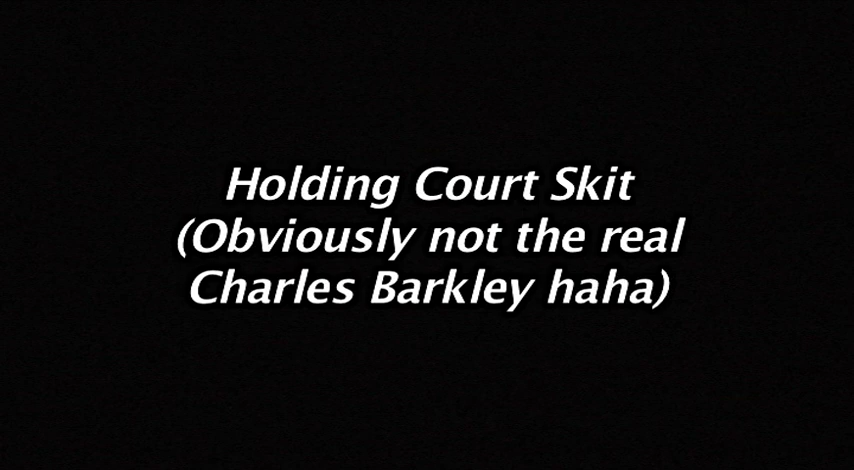 Holding Court Skit
(Obviously not the real
Charles Barkley haha)